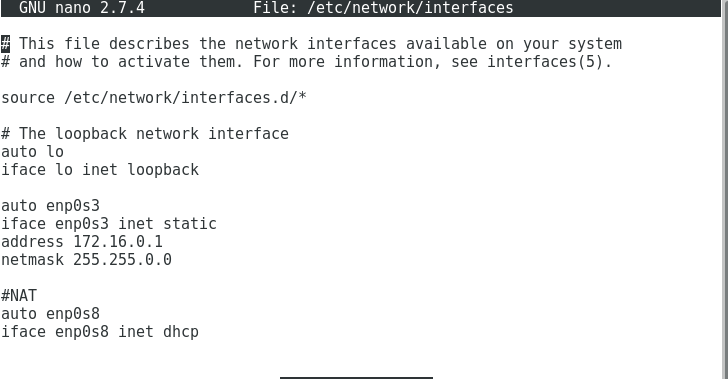 GNU nano 2.7.4 File: /etc/network/interfaces
# This file describes the network interfaces available on your system
# and how to activate them. For more information, see interfaces(5).
source /etc/network/interfaces.d/*
# The loopback network interface
auto lo
iface lo inet loopback
auto enp0s3
iface enp0s3 inet static
address 172.16.0.1
netmask 255.255.0.0
#NAT
auto enp0s8
iface enp0s8 inet dhcp